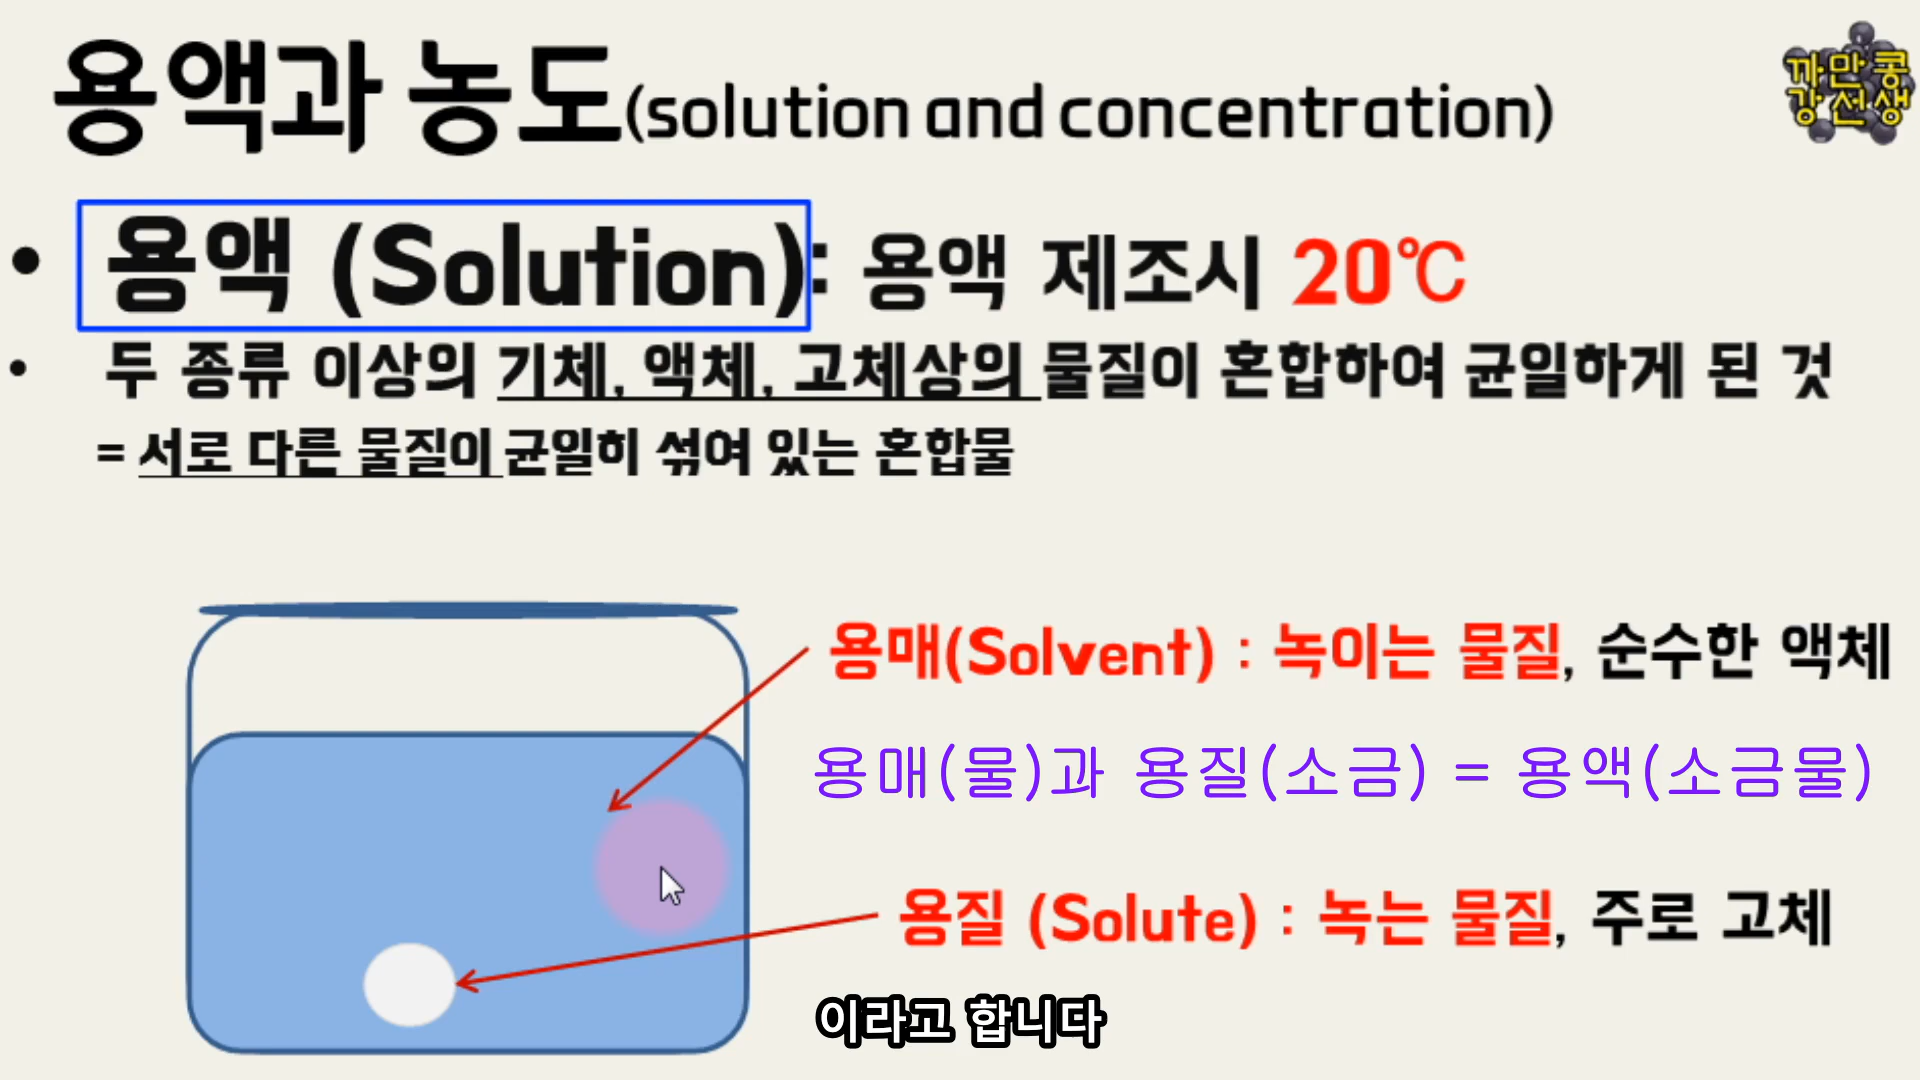 용액과 농도(solution and concentration)
까만콩
강선생
• 용액 (Solution): 용액 제조시 20℃
• 두 종류 이상의 기체, 액체, 고체상의 물질이 혼합하여 균일하게 된 것
= 서로 다른 물질이 균일히 섞여 있는 혼합물
용매(Solvent) : 녹이는 물질, 순수한 액체
용매(물)과 용질(소금) = 용액(소금물)
용질 (Solute) : 녹는 물질, 주로 고체
이라고 합니다